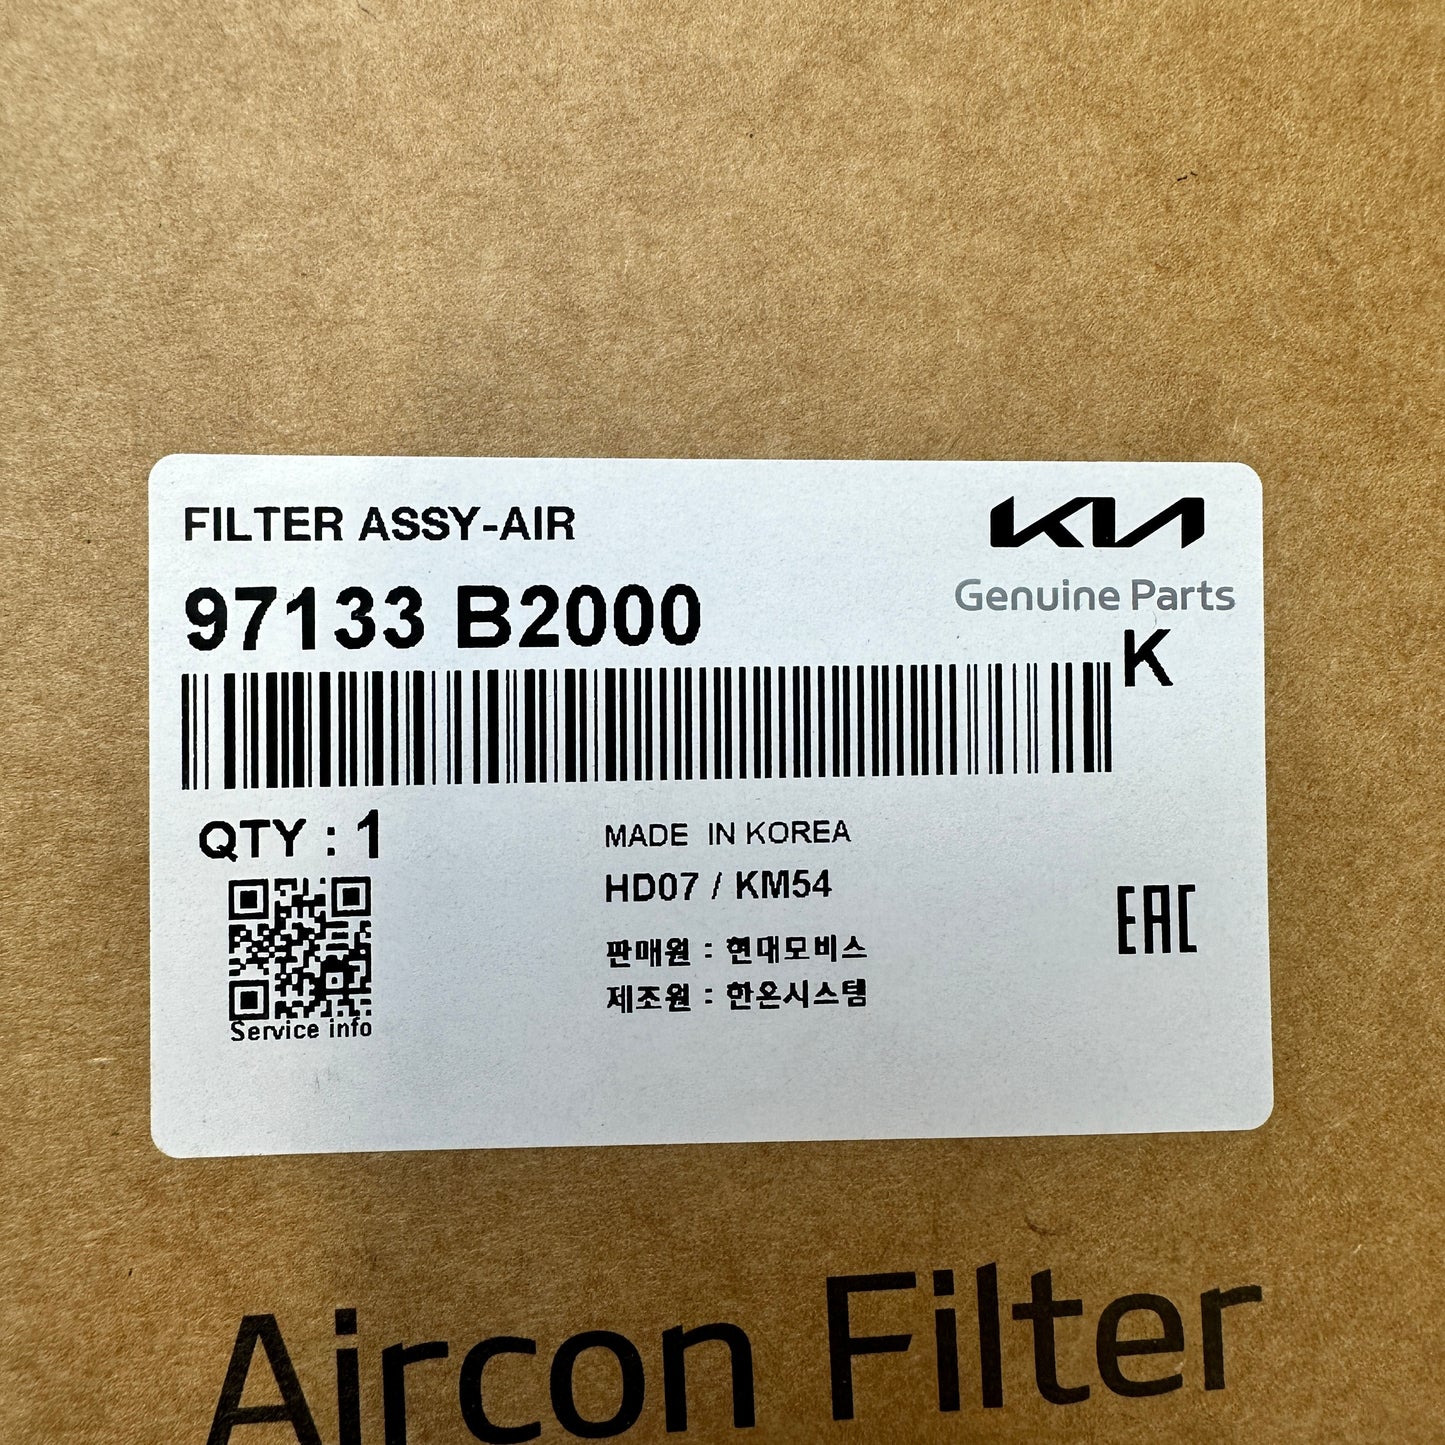 FILTER ASSY-AIR
KIA
Genuine Parts
97133 B2000
K
QTY : 1
MADE IN KOREA
HD07 / KM54
판매원 : 현대모비스
제조원 : 한온시스템
EAC
Service info
Aircon Filter